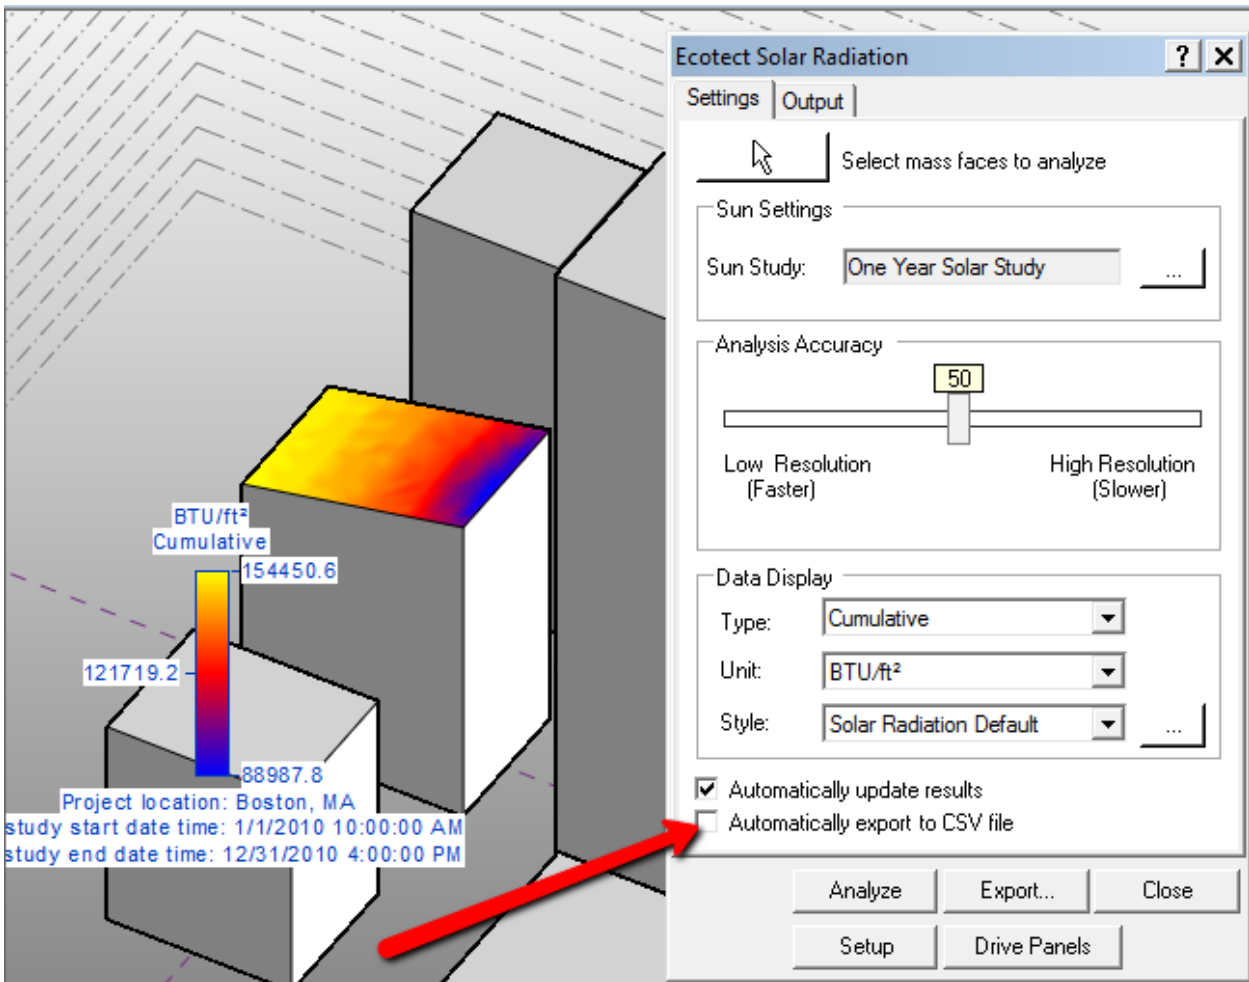 Ecotect Solar Radiation
? X
Settings Output
Select mass faces to analyze
Sun Settings
Sun Study: One Year Solar Study ...
Analysis Accuracy
50
Low Resolution
(Faster)
High Resolution
(Slower)
Data Display
Type: Cumulative
Unit: BTU/ft²
Style: Solar Radiation Default ...
Automatically update results
Automatically export to CSV file
Analyze Export... Close
Setup Drive Panels
BTU/ft²
Cumulative
154450.6
121719.2
88987.8
Project location: Boston, MA
study start date time: 1/1/2010 10:00:00 AM
study end date time: 12/31/2010 4:00:00 PM